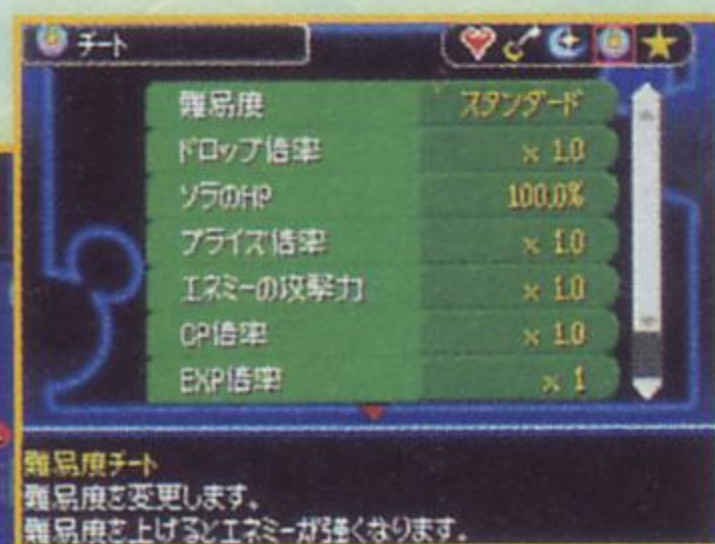 チート
難易度 スタンダード
ドロップ倍率 × 1.0
ソラのHP 100.0%
プライズ倍率 × 1.0
エネミーの攻撃力 × 1.0
CP倍率 × 1.0
EXP倍率 × 1
難易度チート
難易度を変更します。
難易度を上げるとエネミーが強くなります。